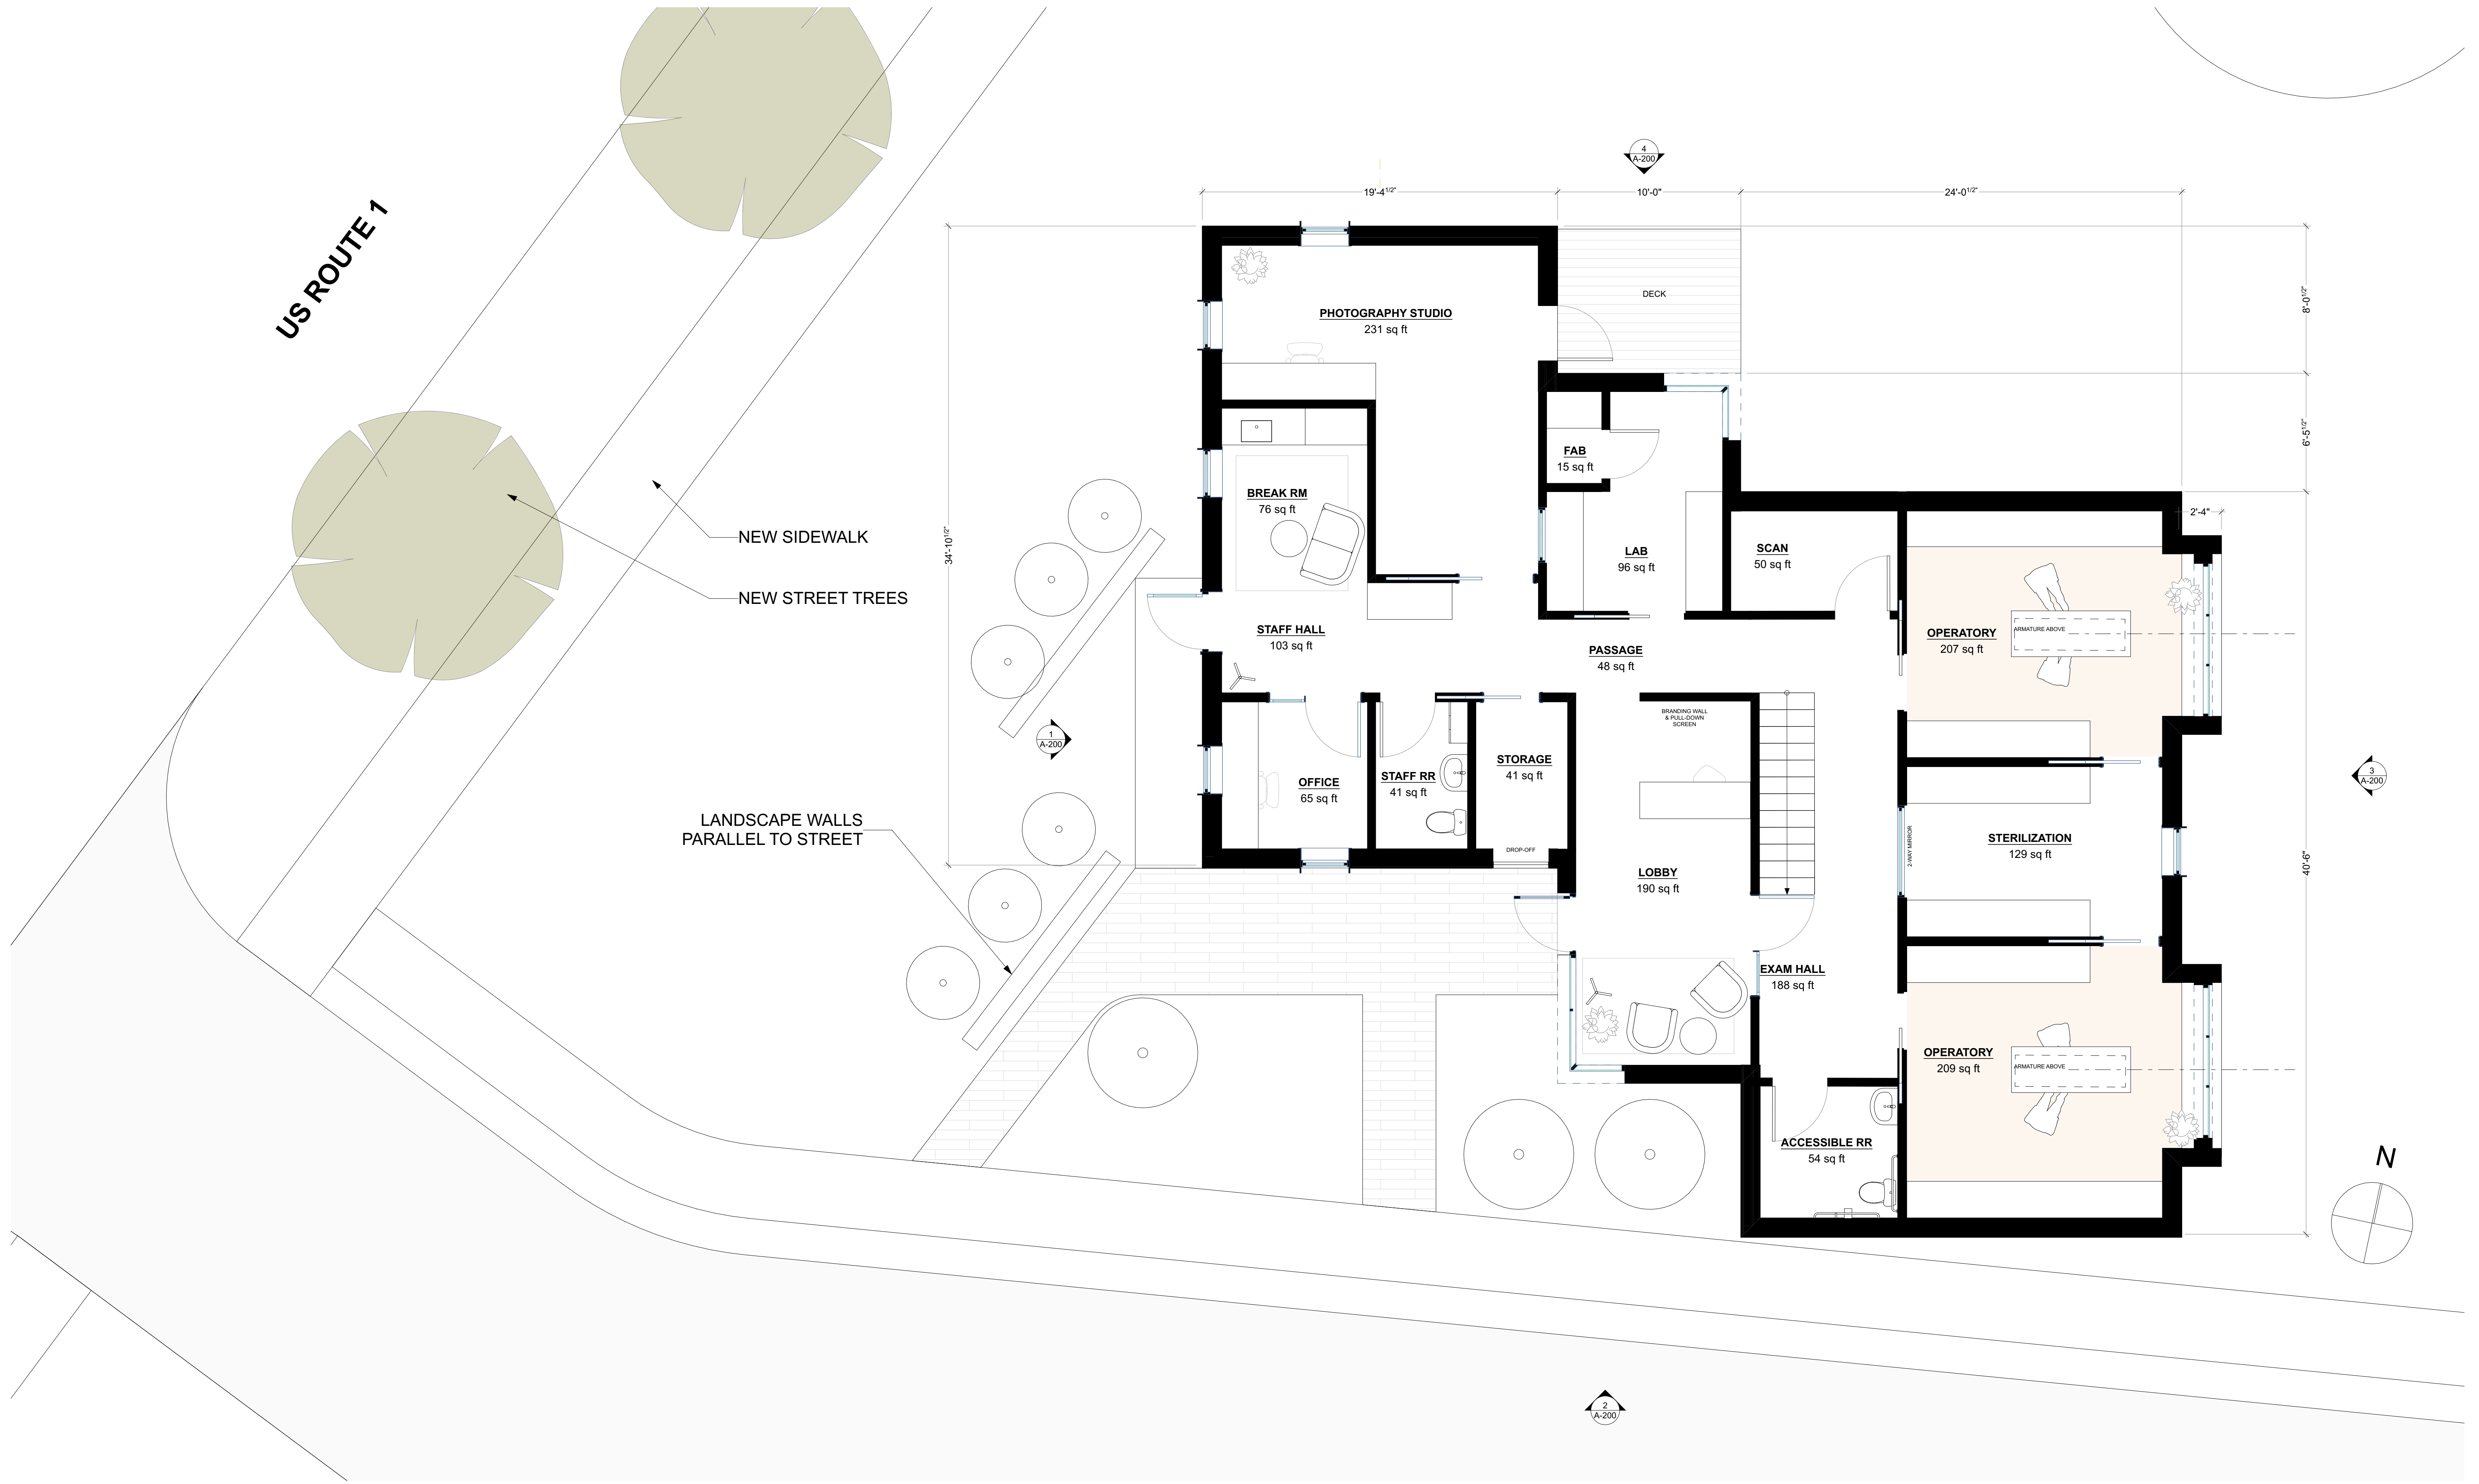 4
A-200
19'-4 1/2"
10'-0"
24'-0 1/2"
US ROUTE 1
DECK
8'-0 1/2"
PHOTOGRAPHY STUDIO
231 sq ft
6'-5 1/2"
FAB
15 sq ft
BREAK RM
76 sq ft
2'-4"
NEW SIDEWALK
34'-10 1/2"
LAB
96 sq ft
SCAN
50 sq ft
NEW STREET TREES
STAFF HALL
103 sq ft
PASSAGE
48 sq ft
OPERATORY
207 sq ft
ARMATURE ABOVE
BRANDING WALL
& PULL-DOWN
SCREEN
1
A-200
STORAGE
41 sq ft
OFFICE
65 sq ft
STAFF RR
41 sq ft
3
A-200
LANDSCAPE WALLS
PARALLEL TO STREET
DROP-OFF
2-WAY MIRROR
STERILIZATION
129 sq ft
40'-6"
LOBBY
190 sq ft
EXAM HALL
188 sq ft
OPERATORY
209 sq ft
ARMATURE ABOVE
ACCESSIBLE RR
54 sq ft
N
2
A-200